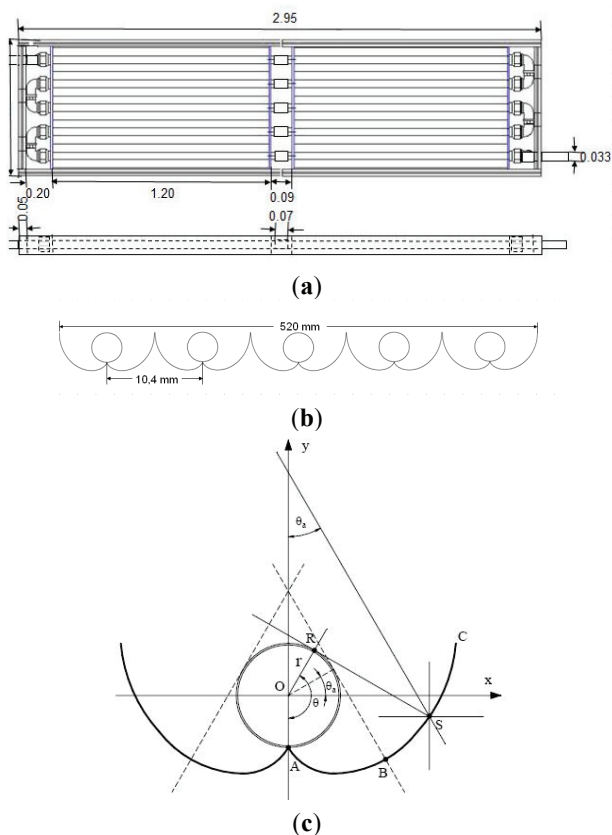 2.95
0.033
0.20
1.20
0.09
0.05
0.07
(a)
520 mm
10,4 mm
(b)
y
θa
R
C
r
θa
x
O
θ
S
A
B
(c)